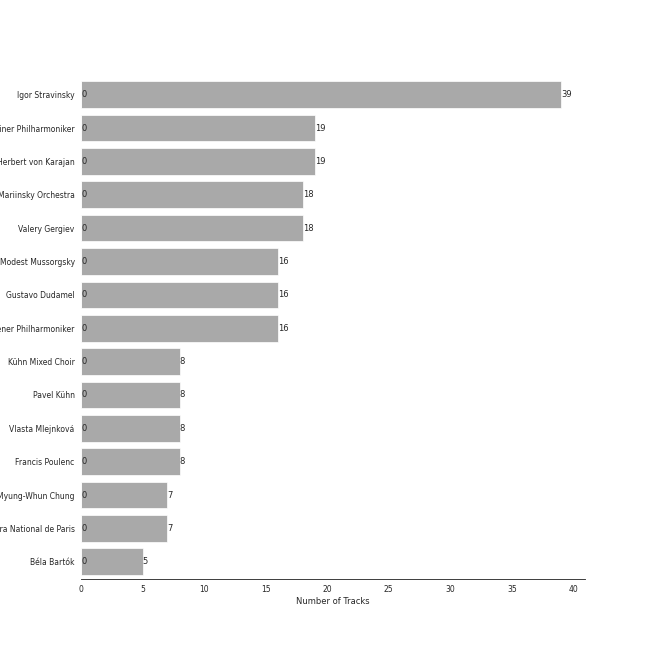 Igor Stravinsky 0 39
iner Philharmoniker 0 19
Herbert von Karajan 0 19
Mariinsky Orchestra 0 18
Valery Gergiev 0 18
Modest Mussorgsky 0 16
Gustavo Dudamel 0 16
ener Philharmoniker 0 16
Kühn Mixed Choir 0 8
Pavel Kühn 0 8
Vlasta Mlejnková 0 8
Francis Poulenc 0 8
Myung-Whun Chung 0 7
ra National de Paris 0 7
Béla Bartók 0 5
0 5 10 15 20 25 30 35 40
Number of Tracks